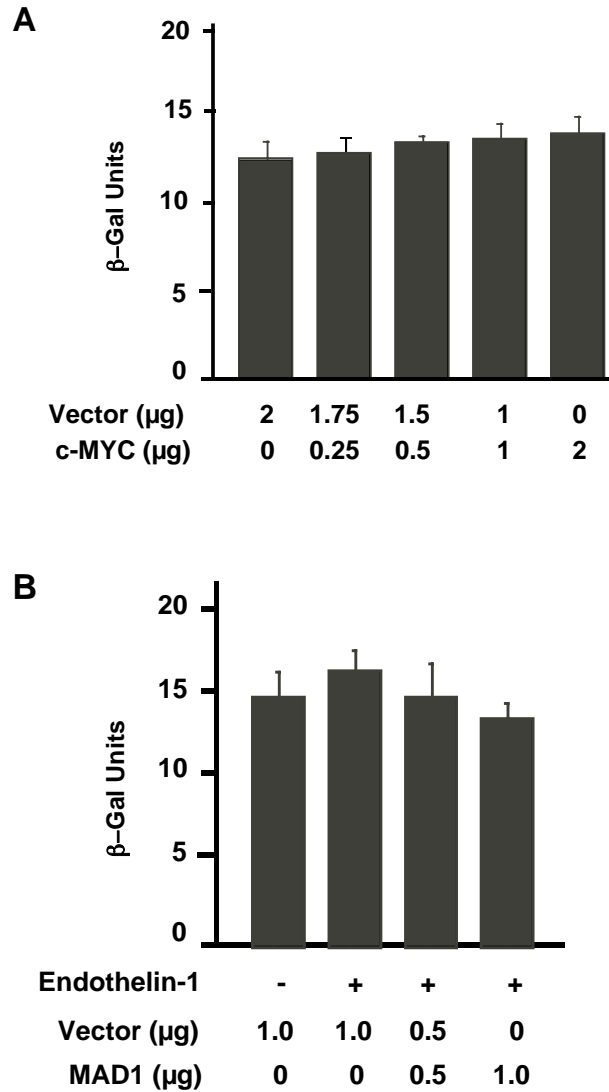 A
20
15
10
5
0
β–Gal Units
Vector (µg) 2 1.75 1.5 1 0
c-MYC (µg) 0 0.25 0.5 1 2
B
20
15
10
5
0
β–Gal Units
Endothelin-1 - + + +
Vector (µg) 1.0 1.0 0.5 0
MAD1 (µg) 0 0 0.5 1.0